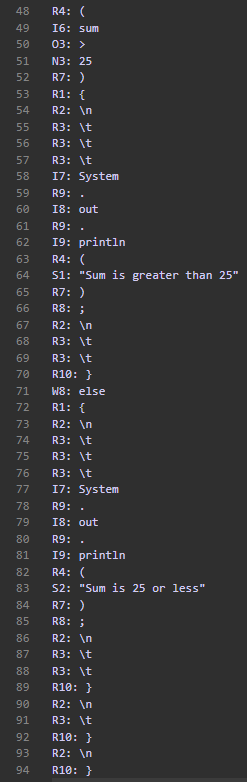 48 R4: (
49 I6: sum
50 O3: >
51 N3: 25
52 R7: )
53 R1: {
54 R2: \n
55 R3: \t
56 R3: \t
57 R3: \t
58 I7: System
59 R9: .
60 I8: out
61 R9: .
62 I9: println
63 R4: (
64 S1: "Sum is greater than 25"
65 R7: )
66 R8: ;
67 R2: \n
68 R3: \t
69 R3: \t
70 R10: }
71 W8: else
72 R1: {
73 R2: \n
74 R3: \t
75 R3: \t
76 R3: \t
77 I7: System
78 R9: .
79 I8: out
80 R9: .
81 I9: println
82 R4: (
83 S2: "Sum is 25 or less"
84 R7: )
85 R8: ;
86 R2: \n
87 R3: \t
88 R3: \t
89 R10: }
90 R2: \n
91 R3: \t
92 R10: }
93 R2: \n
94 R10: }